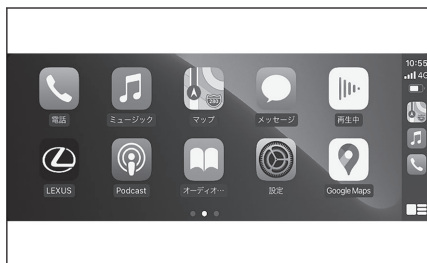 10:55
4G
電話
ミュージック
マップ
メッセージ
再生中
280
LEXUS
Podcast
オーディオ…
設定
Google Maps